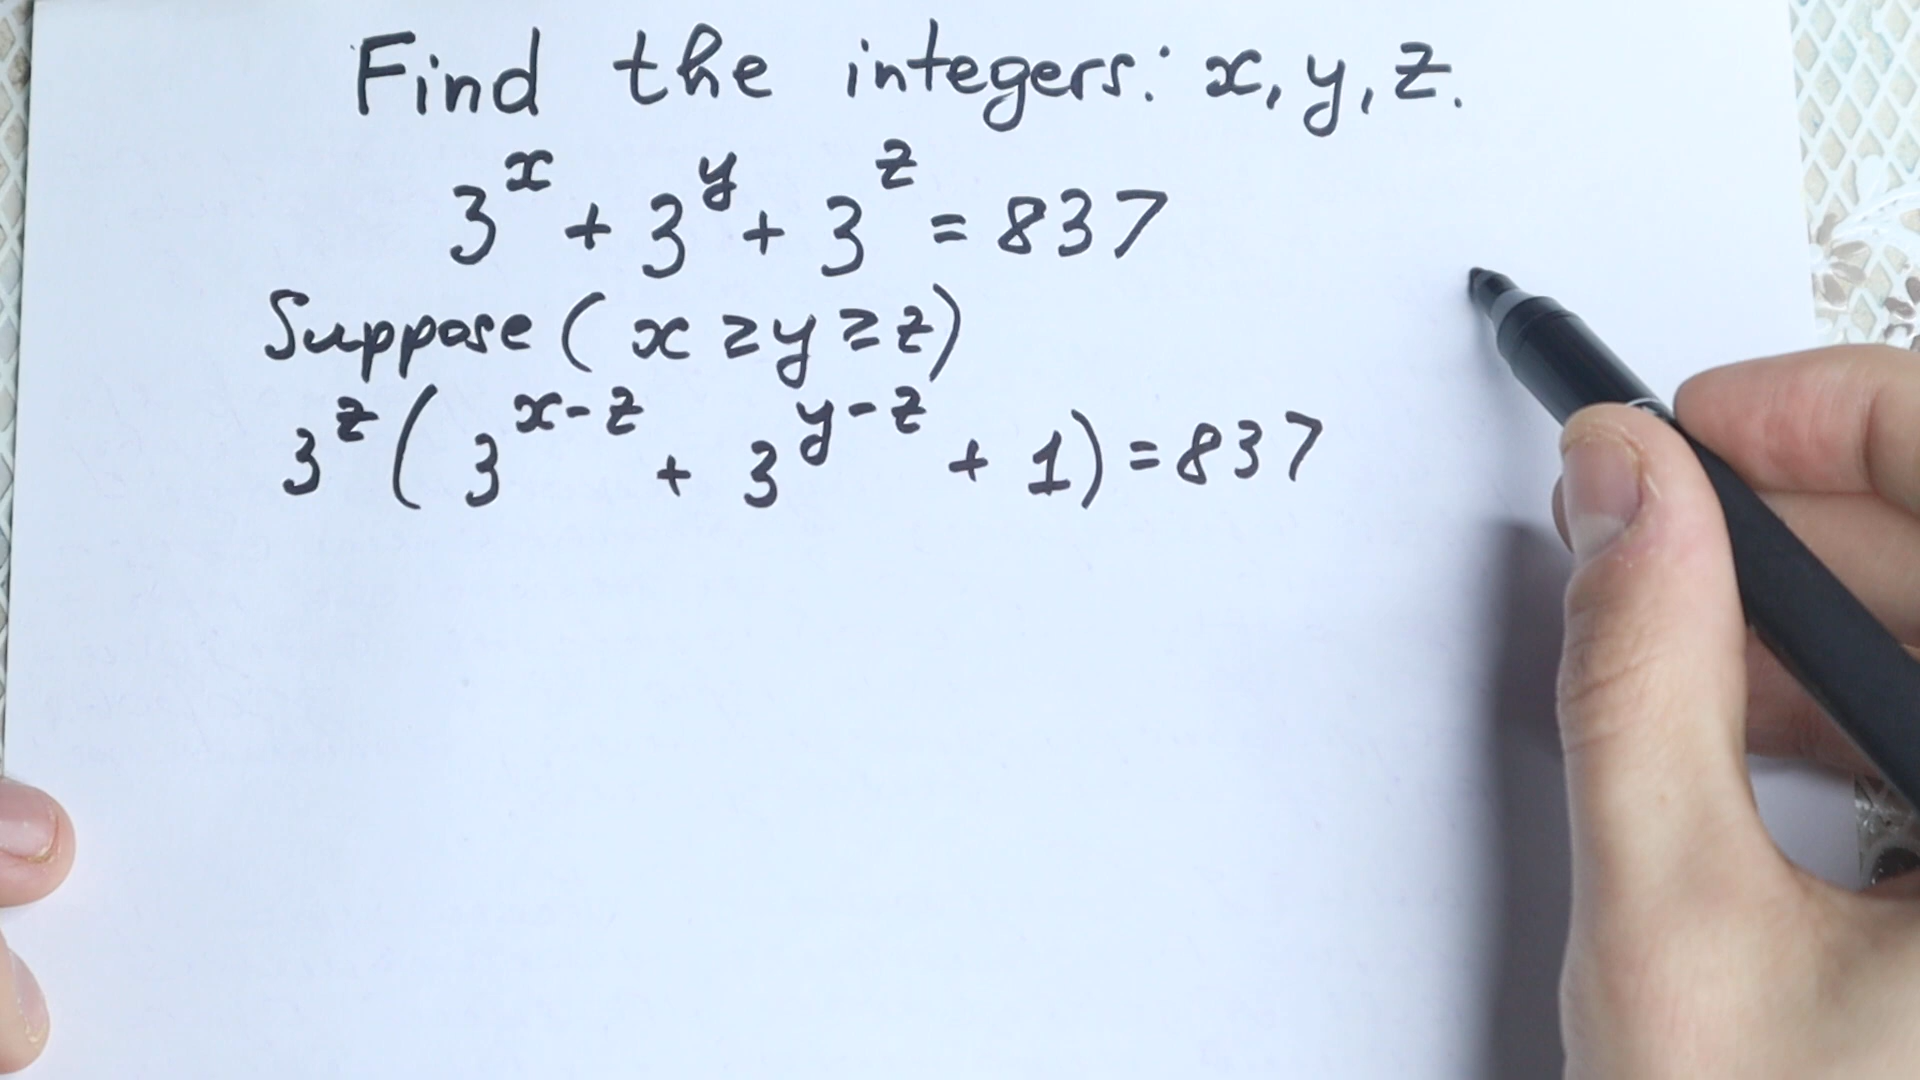 Find the integers: x, y, z.
3^x + 3^y + 3^z = 837
Suppose ( x ≥ y ≥ z )
3^z ( 3^{x-z} + 3^{y-z} + 1 ) = 837